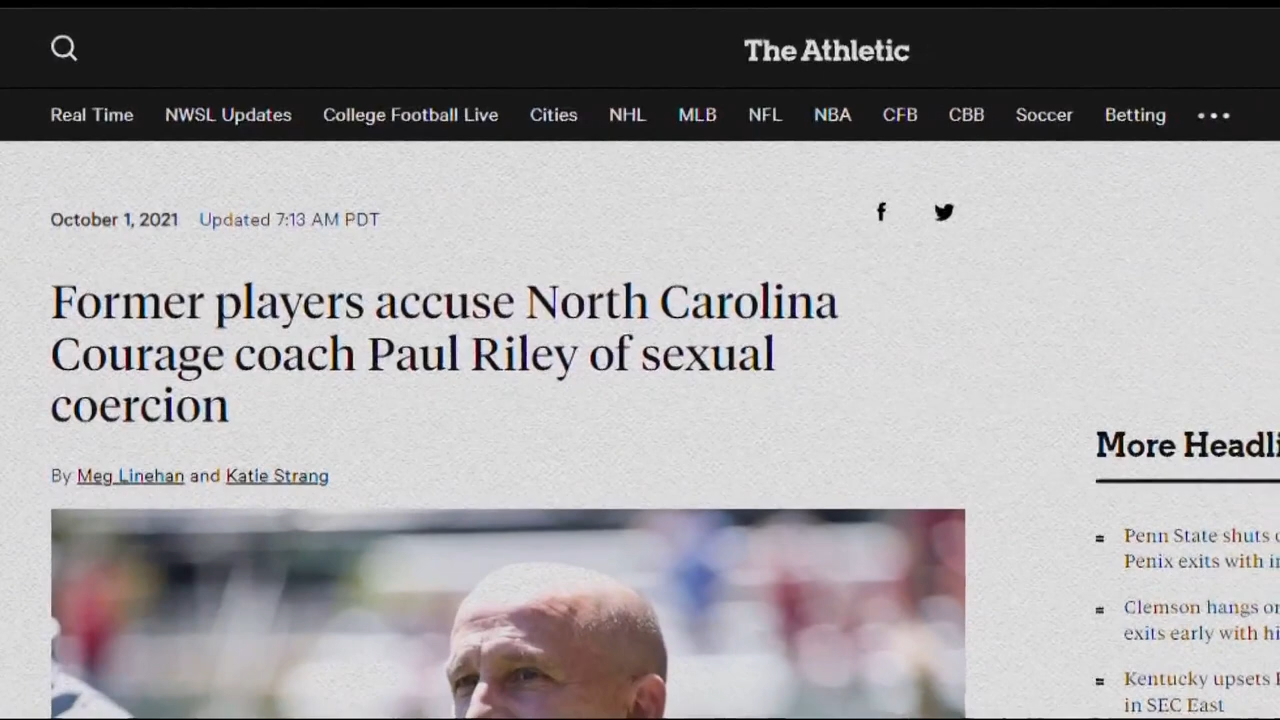 The Athletic
Real Time NWSL Updates College Football Live Cities NHL MLB NFL NBA CFB CBB Soccer Betting
October 1, 2021 Updated 7:13 AM PDT
Former players accuse North Carolina
Courage coach Paul Riley of sexual
coercion
By Meg Linehan and Katie Strang
More
Penn State shuts
Penix exits with
Clemson hangs
exits early with
Kentucky upsets
in SEC East